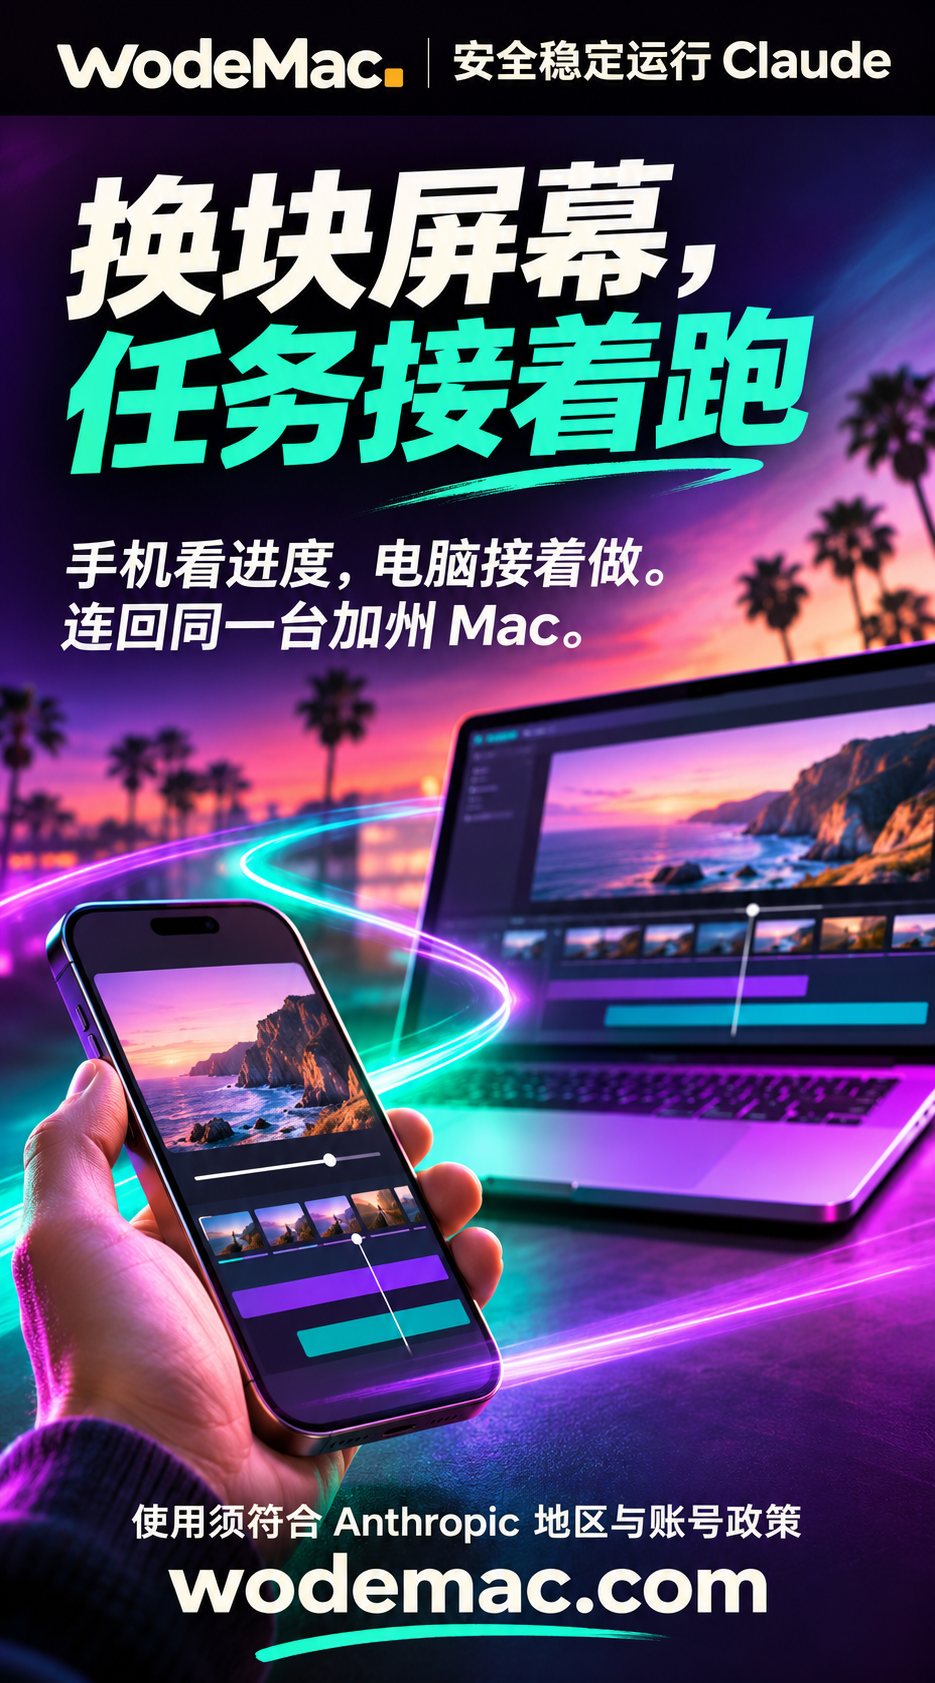 WodeMac.
安全稳定运行 Claude
换块屏幕，
任务接着跑
手机看进度，电脑接着做。
连回同一台加州 Mac。
使用须符合 Anthropic 地区与账号政策
wodemac.com